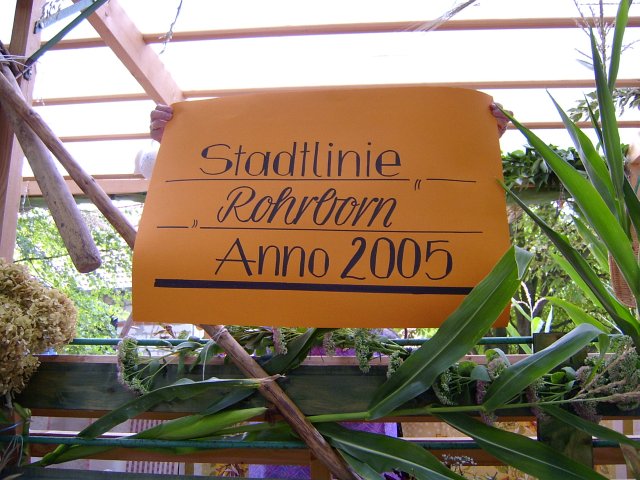 Stadtlinie
„Rohrborn“
Anno 2005